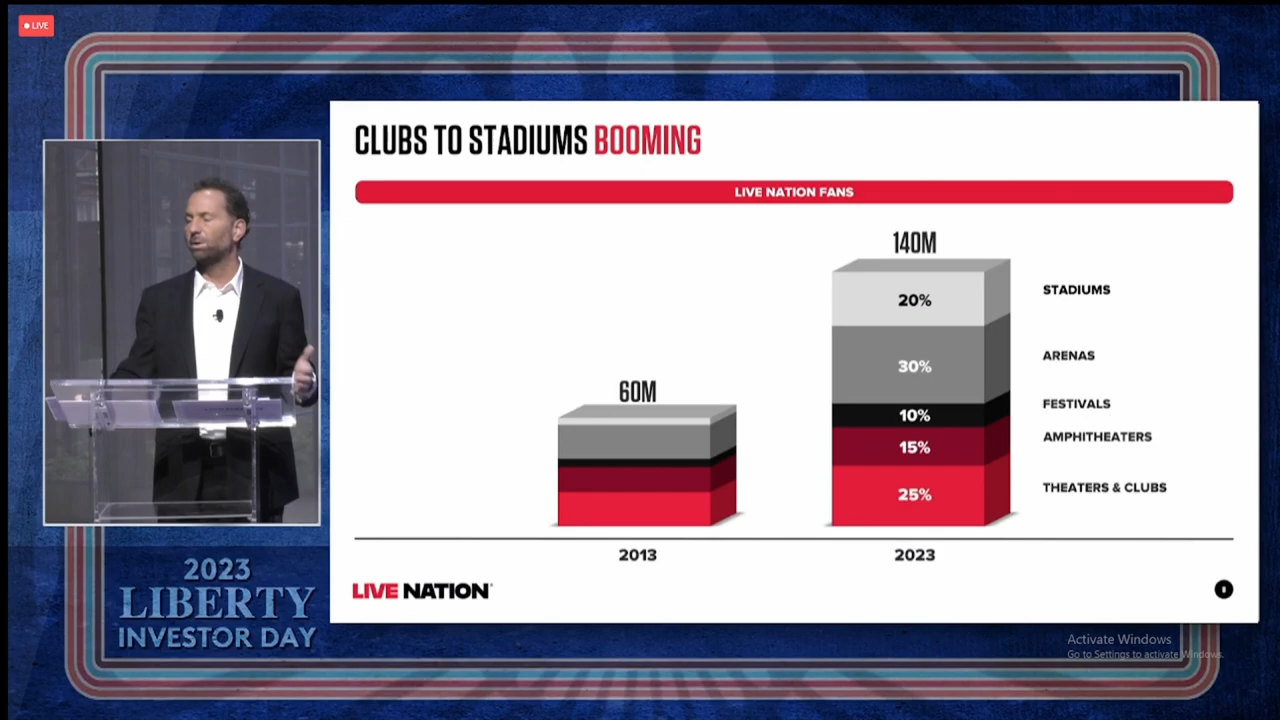 LIVE
CLUBS TO STADIUMS BOOMING
LIVE NATION FANS
140M
60M
20%
STADIUMS
30%
ARENAS
10%
FESTIVALS
15%
AMPHITHEATERS
25%
THEATERS & CLUBS
2013
2023
LIVE NATION
0
2023
LIBERTY
INVESTOR DAY
Activate Windows
Go to Settings to activate Windows.